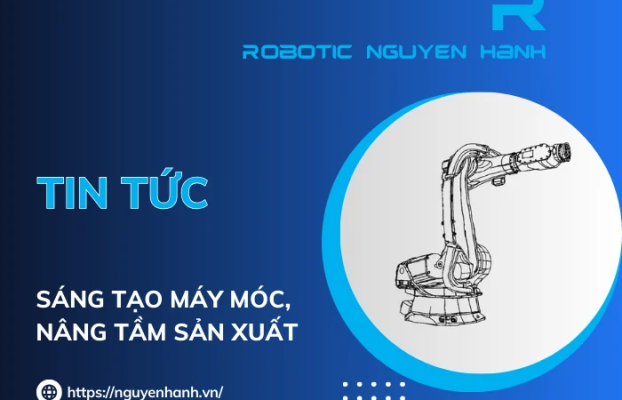 ROBOTIC NGUYEN HANH
TIN TỨC
SÁNG TẠO MÁY MÓC,
NÂNG TẦM SẢN XUẤT
https://nguyenhanh.vn/